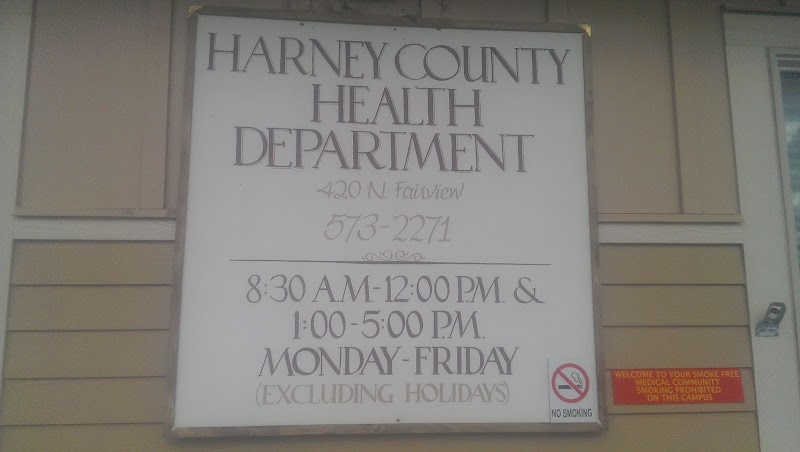 HARNEY COUNTY
HEALTH
DEPARTMENT
420 N. Fairview
573-2271
8:30 A.M-12:00 P.M. &
1:00-5:00 P.M.
MONDAY-FRIDAY
(EXCLUDING HOLIDAYS)
NO SMOKING
WELCOME TO YOUR SMOKE FREE
MEDICAL COMMUNITY
SMOKING PROHIBITED
ON THIS CAMPUS